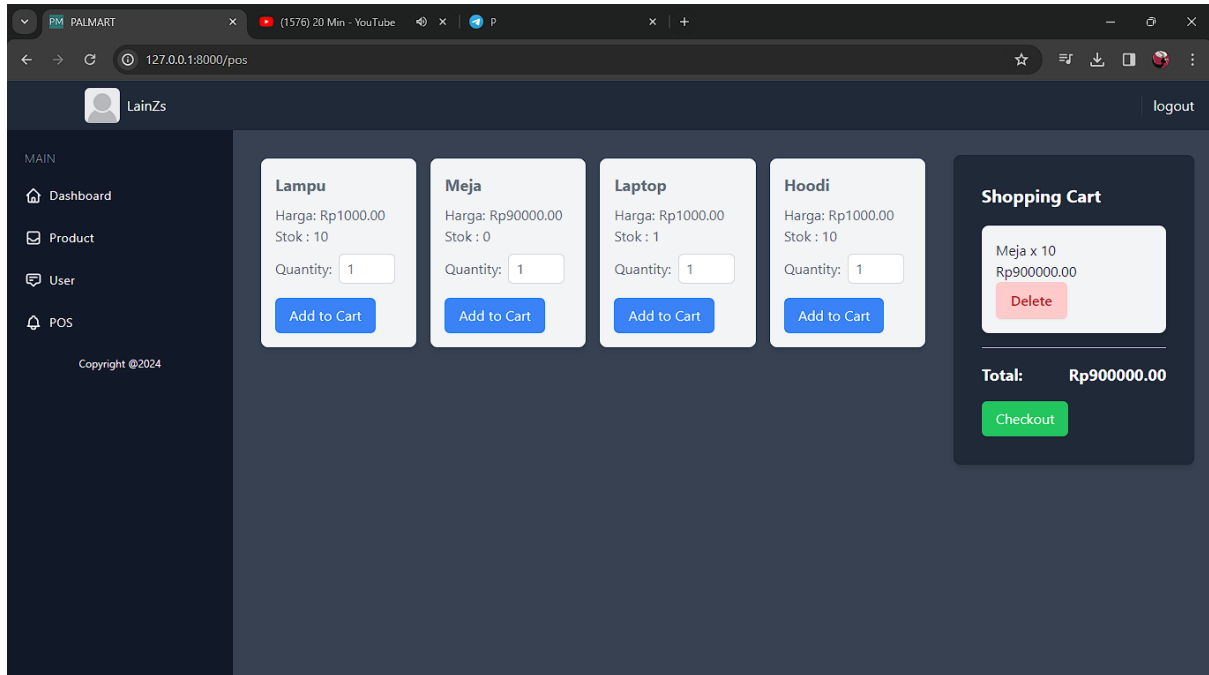 PM PALMART
(1576) 20 Min - YouTube
P
127.0.0.1:8000/pos
LainZs
logout
MAIN
Dashboard
Product
User
POS
Copyright @2024
Lampu
Harga: Rp1000.00
Stok : 10
Quantity: 1
Add to Cart
Meja
Harga: Rp90000.00
Stok : 0
Quantity: 1
Add to Cart
Laptop
Harga: Rp1000.00
Stok : 1
Quantity: 1
Add to Cart
Hoodi
Harga: Rp1000.00
Stok : 10
Quantity: 1
Add to Cart
Shopping Cart
Meja x 10
Rp900000.00
Delete
Total: Rp900000.00
Checkout